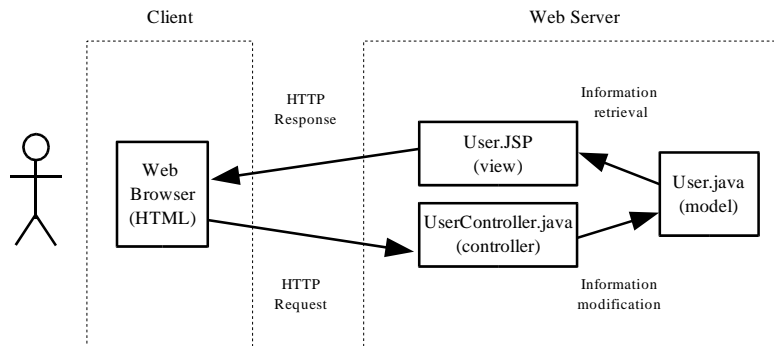 Client
Web Server
HTTP
Response
Information
retrieval
Web
Browser
(HTML)
User.JSP
(view)
User.java
(model)
UserController.java
(controller)
HTTP
Request
Information
modification